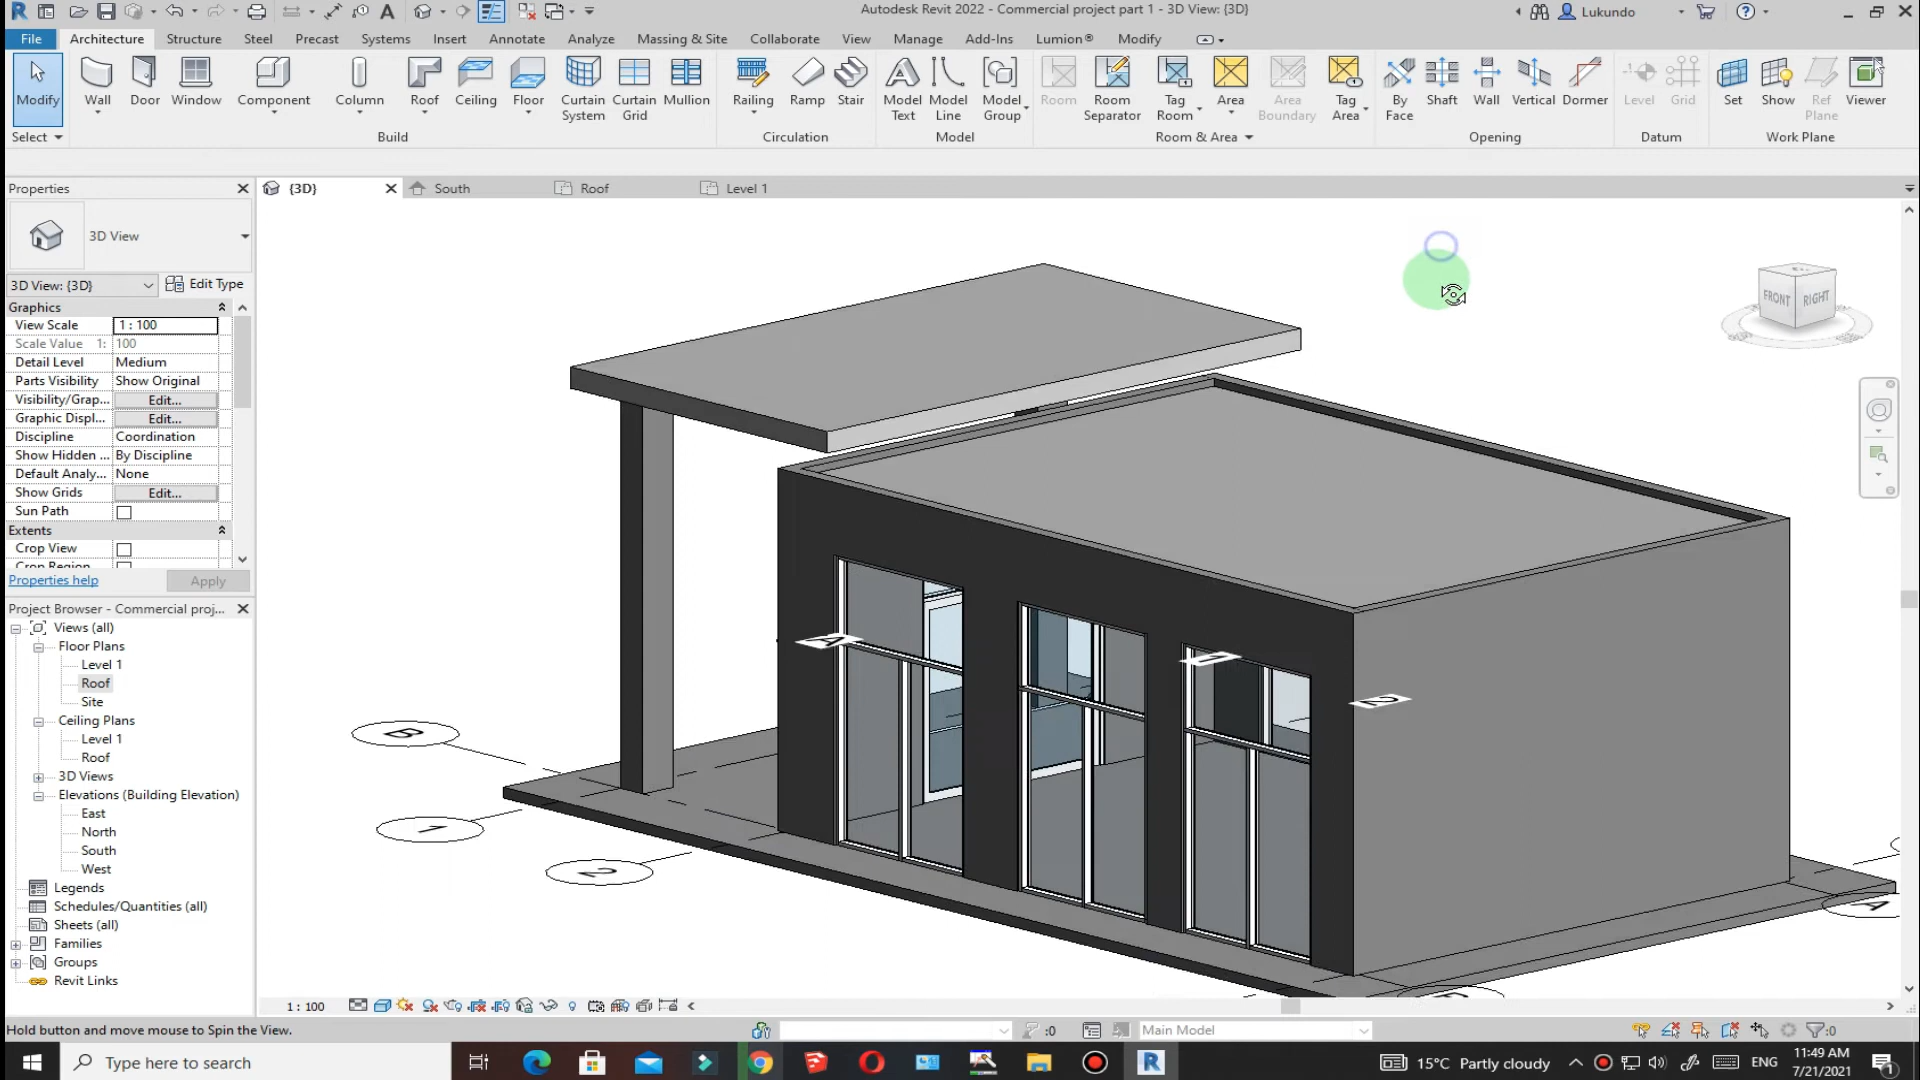 Autodesk Revit 2022 - Commercial project part 1 - 3D View: {3D}
Lukundo
File Architecture Structure Steel Precast Systems Insert Annotate Analyze Massing & Site Collaborate View Manage Add-Ins Lumion® Modify
Modify Wall Door Window Component Column Roof Ceiling Floor Curtain System Curtain Grid Mullion Railing Ramp Stair Model Text Model Line Model Group Room Room Separator Tag Room Area Area Boundary Tag Area By Face Shaft Wall Vertical Dormer Level Grid Set Show Ref Plane Viewer
Select Build Circulation Model Room & Area Opening Datum Work Plane
Properties
{3D} South Roof Level 1
3D View
3D View: {3D} Edit Type
Graphics
View Scale 1 : 100
Scale Value 1: 100
Detail Level Medium
Parts Visibility Show Original
Visibility/Grap... Edit...
Graphic Displ... Edit...
Discipline Coordination
Show Hidden ... By Discipline
Default Analy... None
Show Grids Edit...
Sun Path
Extents
Crop View
Crop Region
Properties help Apply
Project Browser - Commercial proj...
Views (all)
Floor Plans
Level 1
Roof
Site
Ceiling Plans
Level 1
Roof
3D Views
Elevations (Building Elevation)
East
North
South
West
Legends
Schedules/Quantities (all)
Sheets (all)
Families
Groups
Revit Links
FRONT RIGHT
A
1
2
B
1
2
A
1 : 100
Hold button and move mouse to Spin the View.
:0
Main Model
:0
Type here to search
15°C Partly cloudy
ENG
11:49 AM
7/21/2021
1